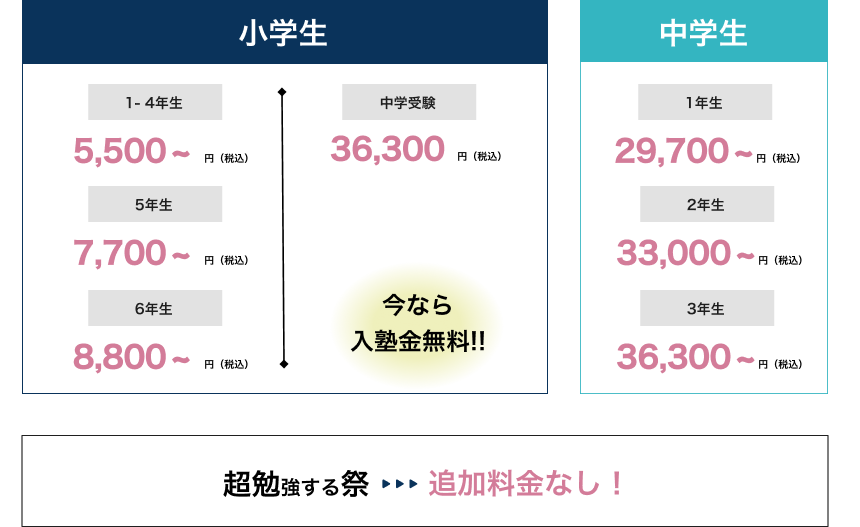 小学生
1- 4年生
5,500~ 円（税込）
5年生
7,700~ 円（税込）
6年生
8,800~ 円（税込）
中学受験
36,300 円（税込）
今なら
入塾金無料!!
中学生
1年生
29,700~ 円（税込）
2年生
33,000~ 円（税込）
3年生
36,300~ 円（税込）
超勉強する祭 ▶▶▶ 追加料金なし！